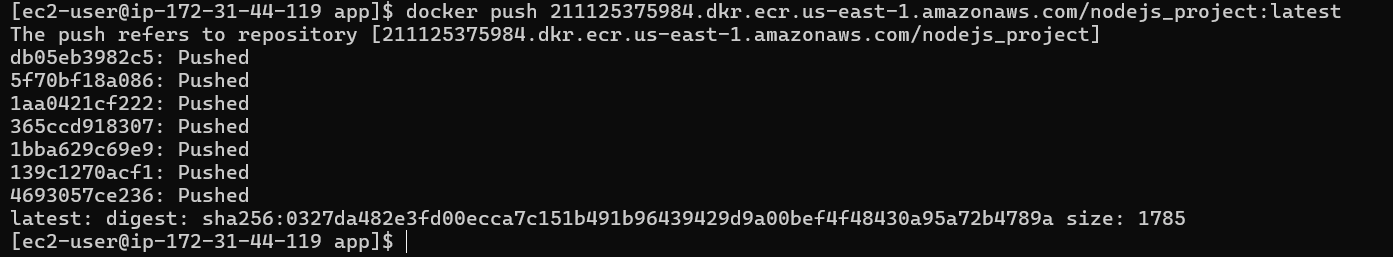 [ec2-user@ip-172-31-44-119 app]$ docker push 211125375984.dkr.ecr.us-east-1.amazonaws.com/nodejs_project:latest
The push refers to repository [211125375984.dkr.ecr.us-east-1.amazonaws.com/nodejs_project]
db05eb3982c5: Pushed
5f70bf18a086: Pushed
1aa0421cf222: Pushed
365ccd918307: Pushed
1bba629c69e9: Pushed
139c1270acf1: Pushed
4693057ce236: Pushed
latest: digest: sha256:0327da482e3fd00ecca7c151b491b96439429d9a00bef4f48430a95a72b4789a size: 1785
[ec2-user@ip-172-31-44-119 app]$